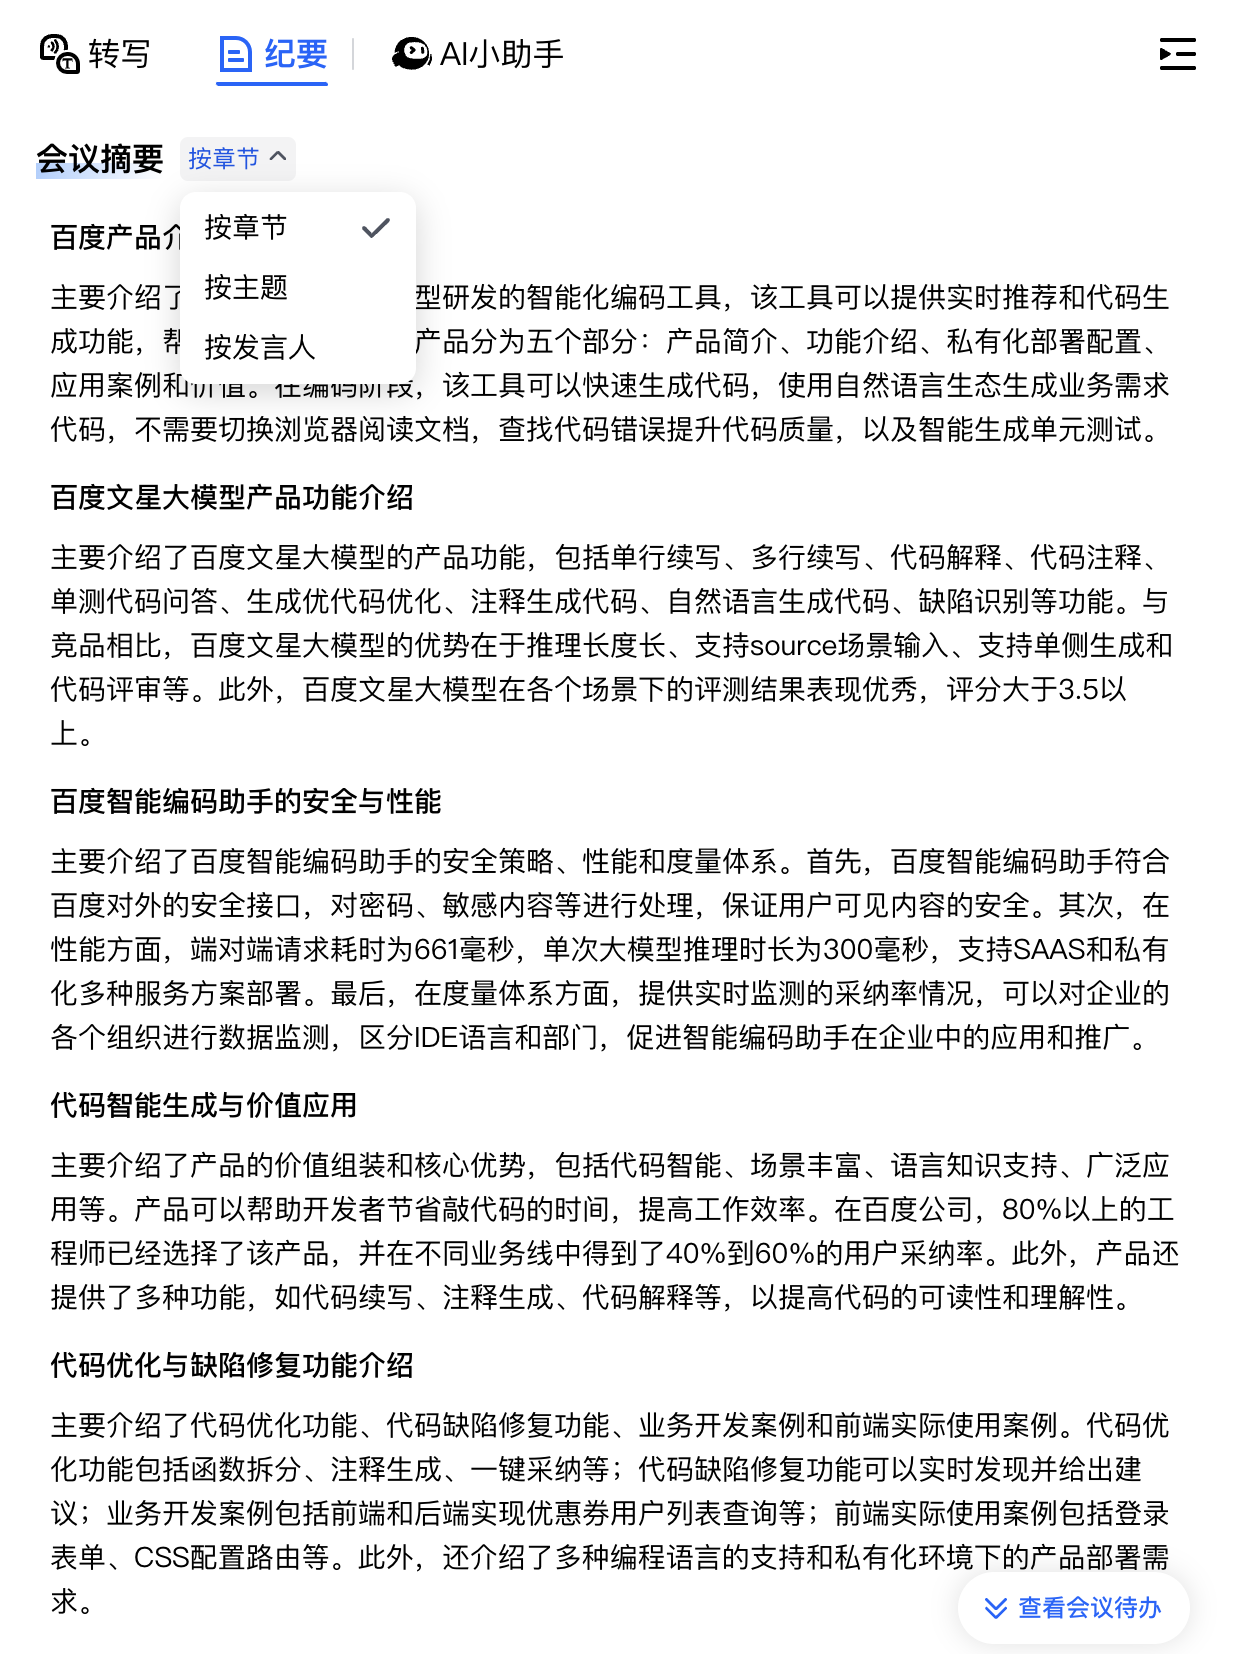 转写
纪要
AI小助手
会议摘要
按章节
按章节
按主题
按发言人
百度产品介
主要介绍了
型研发的智能化编码工具，该工具可以提供实时推荐和代码生
成功能，帮
产品分为五个部分：产品简介、功能介绍、私有化部署配置、
应用案例和价值。在编码阶段，该工具可以快速生成代码，使用自然语言生态生成业务需求
代码，不需要切换浏览器阅读文档，查找代码错误提升代码质量，以及智能生成单元测试。
百度文星大模型产品功能介绍
主要介绍了百度文星大模型的产品功能，包括单行续写、多行续写、代码解释、代码注释、
单测代码问答、生成优代码优化、注释生成代码、自然语言生成代码、缺陷识别等功能。与
竞品相比，百度文星大模型的优势在于推理长度长、支持source场景输入、支持单侧生成和
代码评审等。此外，百度文星大模型在各个场景下的评测结果表现优秀，评分大于3.5以
上。
百度智能编码助手的安全与性能
主要介绍了百度智能编码助手的安全策略、性能和度量体系。首先，百度智能编码助手符合
百度对外的安全接口，对密码、敏感内容等进行处理，保证用户可见内容的安全。其次，在
性能方面，端对端请求耗时为661毫秒，单次大模型推理时长为300毫秒，支持SAAS和私有
化多种服务方案部署。最后，在度量体系方面，提供实时监测的采纳率情况，可以对企业的
各个组织进行数据监测，区分IDE语言和部门，促进智能编码助手在企业中的应用和推广。
代码智能生成与价值应用
主要介绍了产品的价值组装和核心优势，包括代码智能、场景丰富、语言知识支持、广泛应
用等。产品可以帮助开发者节省敲代码的时间，提高工作效率。在百度公司，80%以上的工
程师已经选择了该产品，并在不同业务线中得到了40%到60%的用户采纳率。此外，产品还
提供了多种功能，如代码续写、注释生成、代码解释等，以提高代码的可读性和理解性。
代码优化与缺陷修复功能介绍
主要介绍了代码优化功能、代码缺陷修复功能、业务开发案例和前端实际使用案例。代码优
化功能包括函数拆分、注释生成、一键采纳等；代码缺陷修复功能可以实时发现并给出建
议；业务开发案例包括前端和后端实现优惠券用户列表查询等；前端实际使用案例包括登录
表单、CSS配置路由等。此外，还介绍了多种编程语言的支持和私有化环境下的产品部署需
求。
查看会议待办